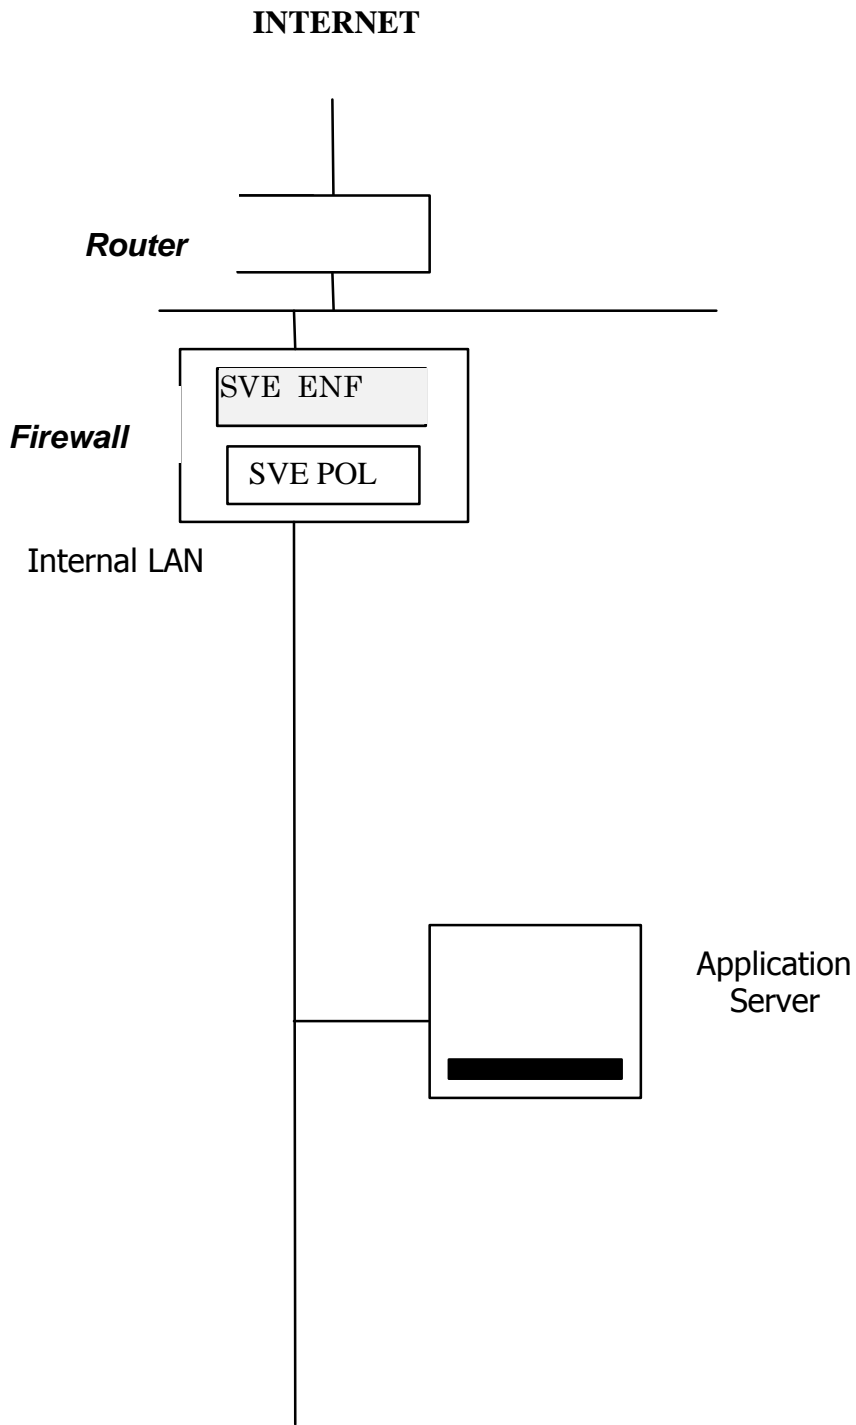 INTERNET
Router
SVE ENF
Firewall
SVE POL
Internal LAN
Application
Server